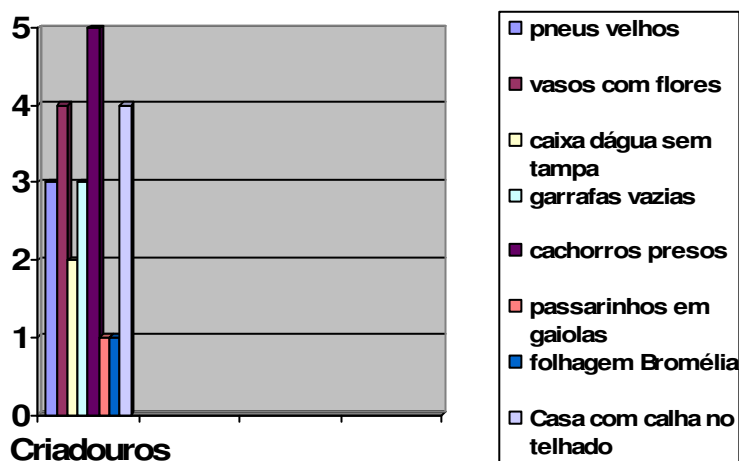 5
4
3
2
1
0
Criadouros
pneus velhos
vasos com flores
caixa dágua sem
tampa
garrafas vazias
cachorros presos
passarinhos em
gaiolas
folhagem Bromélia
Casa com calha no
telhado